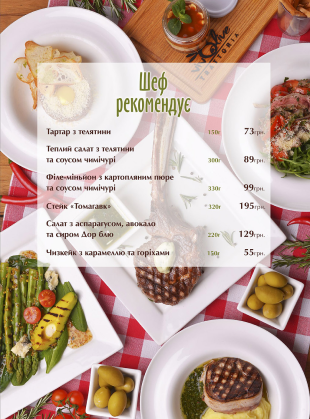 Olive
TRATTORIA
Шеф
рекомендує
Тартар з телятини 150г 73грн.
Теплий салат з телятини
та соусом чимічурі 300г 89грн.
Філе-міньйон з картопляним пюре
та соусом чимічурі 330г 99грн.
Стейк «Томагавк» *320г 195грн.
Салат з аспарагусом, авокадо
та сиром Дор блю 220г 129грн.
Чизкейк з карамеллю та горіхами 150г 55грн.